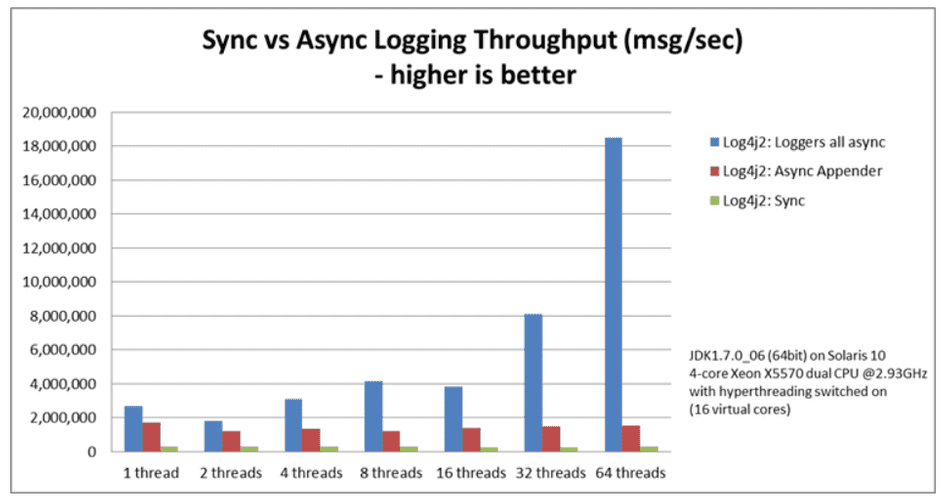 Sync vs Async Logging Throughput (msg/sec)
- higher is better
20,000,000
18,000,000
16,000,000
14,000,000
12,000,000
10,000,000
8,000,000
6,000,000
4,000,000
2,000,000
0
1 thread
2 threads
4 threads
8 threads
16 threads
32 threads
64 threads
Log4j2: Loggers all async
Log4j2: Async Appender
Log4j2: Sync
JDK1.7.0_06 (64bit) on Solaris 10
4-core Xeon X5570 dual CPU @2.93GHz
with hyperthreading switched on
(16 virtual cores)